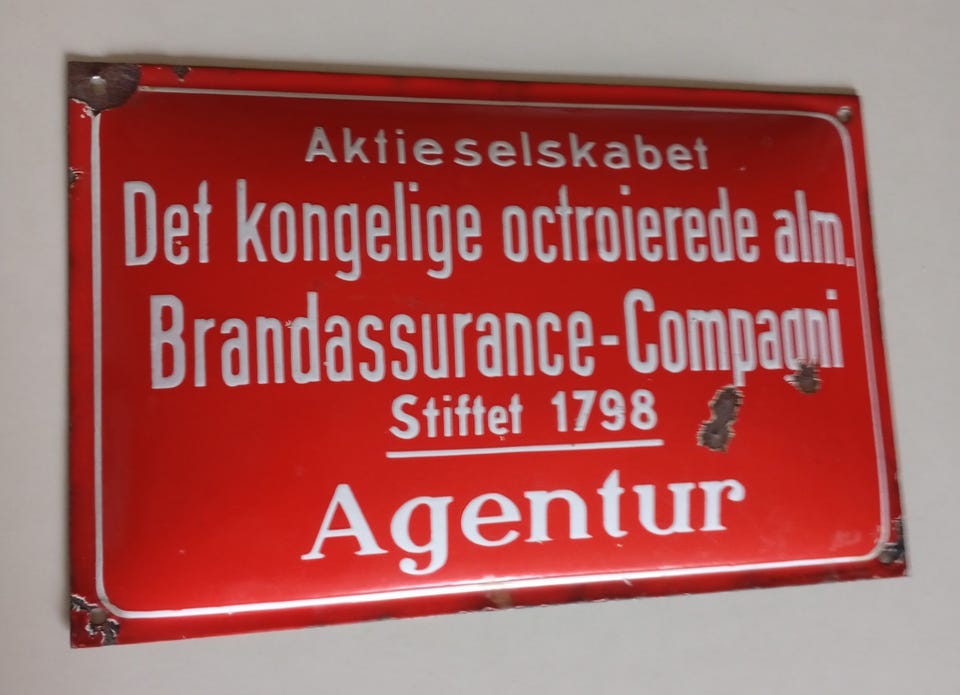 Aktieselskabet
Det kongelige octroierede alm.
Brandassurance-Compagni
Stiftet 1798
Agentur